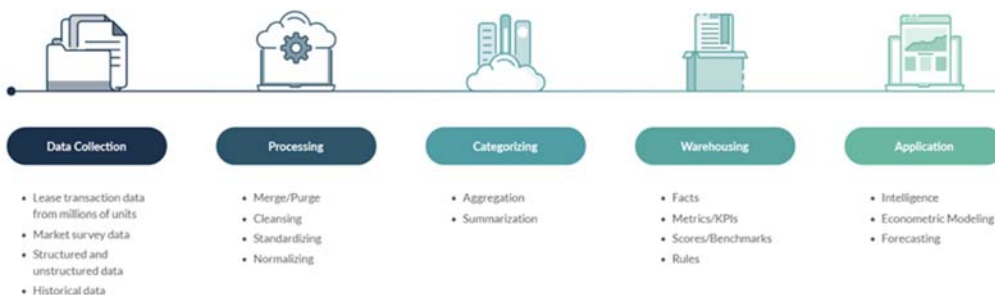 Data Collection
Processing
Categorizing
Warehousing
Application
• Lease transaction data
from millions of units
• Market survey data
• Structured and
unstructured data
• Historical data
• Merge/Purge
• Cleansing
• Standardizing
• Normalizing
• Aggregation
• Summarization
• Facts
• Metrics/KPIs
• Scores/Benchmarks
• Rules
• Intelligence
• Econometric Modeling
• Forecasting